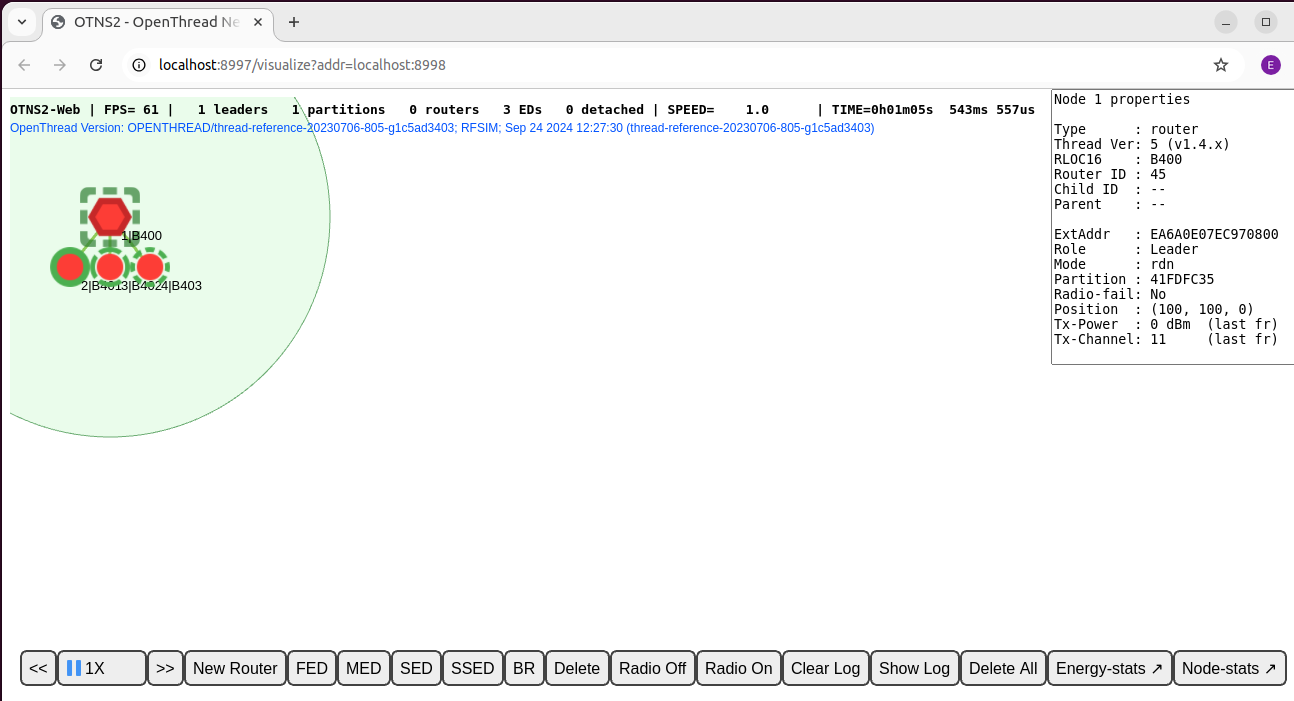 OTNS2 - OpenThread Ne
localhost:8997/visualize?addr=localhost:8998
E
OTNS2-Web | FPS= 61 | 1 leaders 1 partitions 0 routers 3 EDs 0 detached | SPEED= 1.0 | TIME=0h01m05s 543ms 557us
OpenThread Version: OPENTHREAD/thread-reference-20230706-805-g1c5ad3403; RFSIM; Sep 24 2024 12:27:30 (thread-reference-20230706-805-g1c5ad3403)
1|B400
2|B401 3|B402 4|B403
Node 1 properties
Type : router
Thread Ver: 5 (v1.4.x)
RLOC16 : B400
Router ID : 45
Child ID : --
Parent : --
ExtAddr : EA6A0E07EC970800
Role : Leader
Mode : rdn
Partition : 41FDFC35
Radio-fail: No
Position : (100, 100, 0)
Tx-Power : 0 dBm (last fr)
Tx-Channel: 11 (last fr)
<< 1X >> New Router FED MED SED SSED BR Delete Radio Off Radio On Clear Log Show Log Delete All Energy-stats ↗ Node-stats ↗